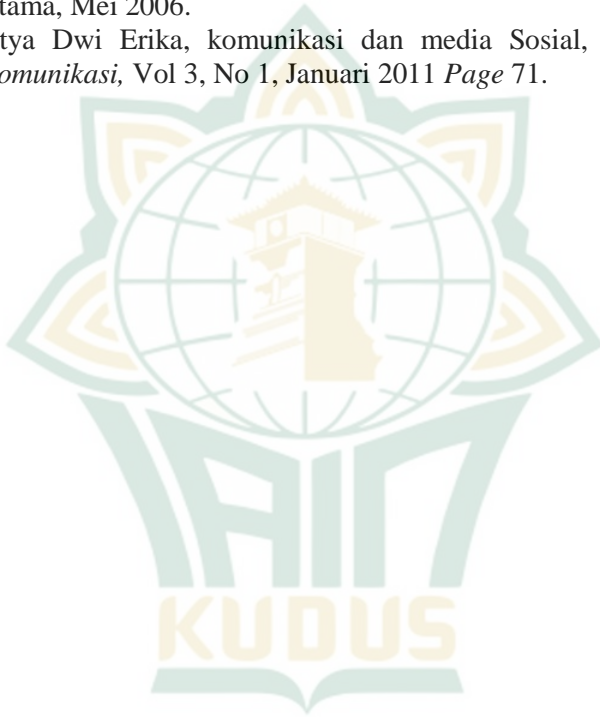 tama, Mei 2006.
tya Dwi Erika, komunikasi dan media Sosial,
omunikasi, Vol 3, No 1, Januari 2011 Page 71.
IAIN
KUDUS